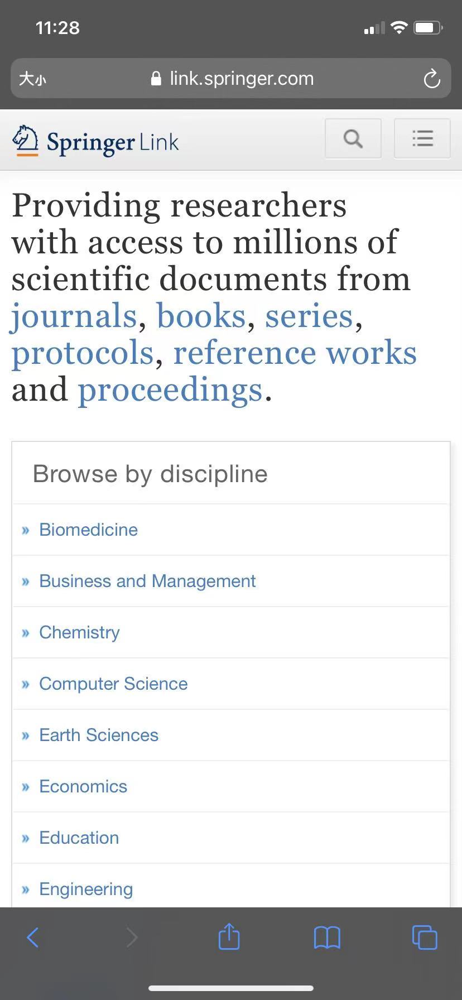 11:28
大小 link.springer.com
Springer Link
Providing researchers
with access to millions of
scientific documents from
journals, books, series,
protocols, reference works
and proceedings.
Browse by discipline
» Biomedicine
» Business and Management
» Chemistry
» Computer Science
» Earth Sciences
» Economics
» Education
» Engineering